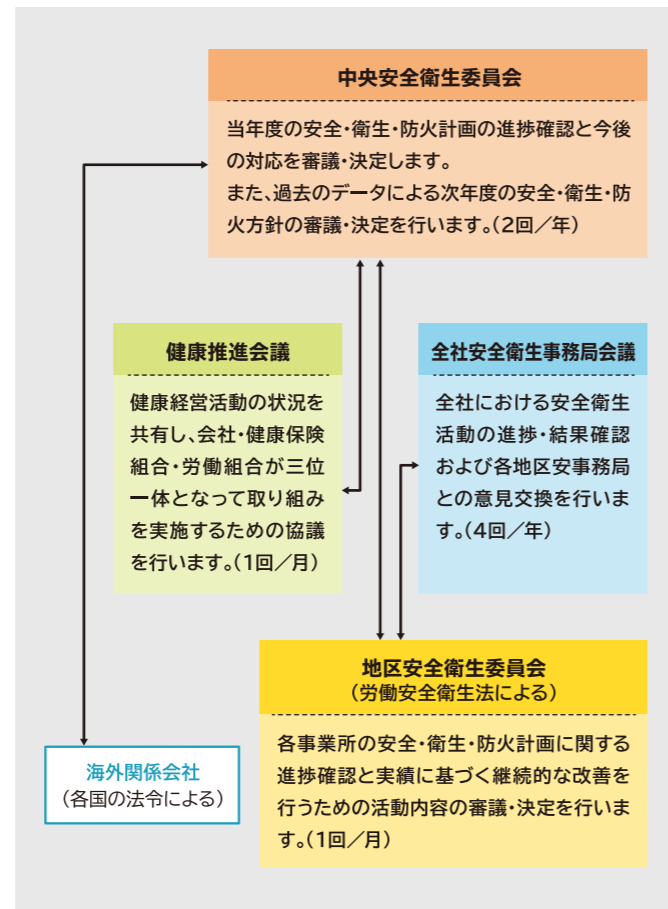 中央安全衛生委員会
当年度の安全・衛生・防火計画の進捗確認と今後
の対応を審議・決定します。
また、過去のデータによる次年度の安全・衛生・防
火方針の審議・決定を行います。(2回／年)
健康推進会議
健康経営活動の状況を
共有し、会社・健康保険
組合・労働組合が三位
一体となって取り組み
を実施するための協議
を行います。(1回／月)
全社安全衛生事務局会議
全社における安全衛生
活動の進捗・結果確認
および各地区安事務局
との意見交換を行いま
す。(4回／年)
地区安全衛生委員会
(労働安全衛生法による)
各事業所の安全・衛生・防火計画に関する
進捗確認と実績に基づく継続的な改善を
行うための活動内容の審議・決定を行いま
す。(1回／月)
海外関係会社
(各国の法令による)